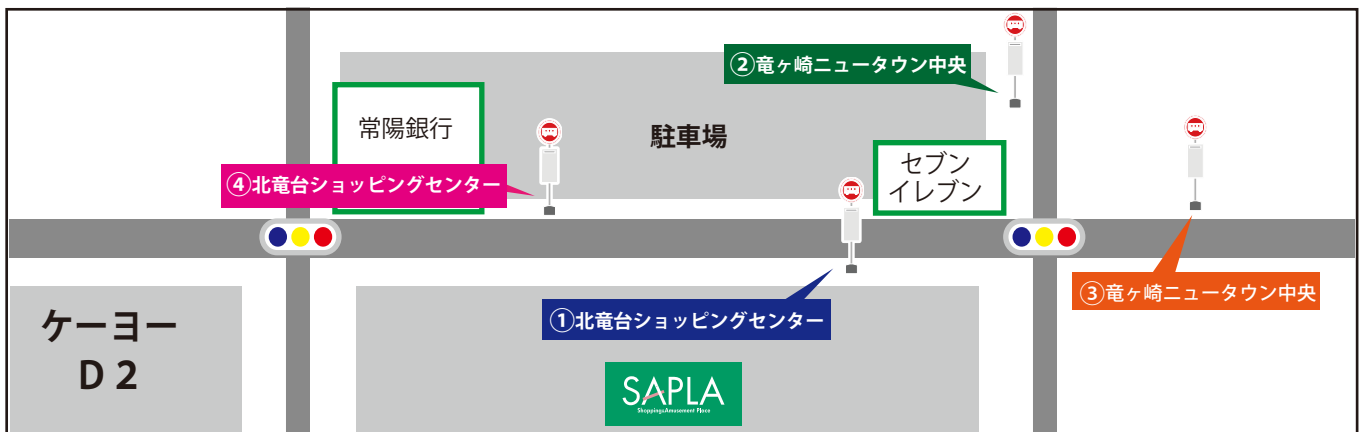 ②竜ヶ崎ニュータウン中央
常陽銀行
駐車場
セブン
イレブン
④北竜台ショッピングセンター
③竜ヶ崎ニュータウン中央
①北竜台ショッピングセンター
ケーヨー
D 2
SAPLA
Shopping&Amusement Place